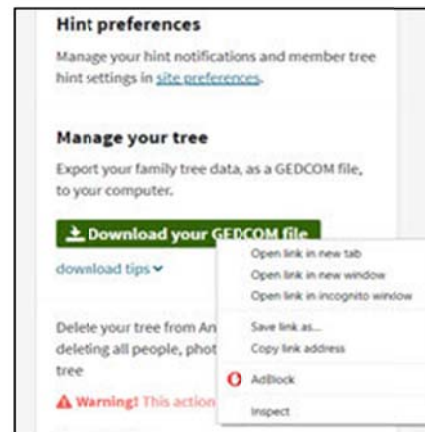 Hint preferences
Manage your hint notifications and member tree
hint settings in site preferences.
Manage your tree
Export your family tree data, as a GEDCOM file,
to your computer.
Download your GEDCOM file
download tips
Open link in new tab
Open link in new window
Open link in incognito window
Save link as...
Copy link address
AdBlock
Inspect
Delete your tree from An
deleting all people, phot
tree
Warning! This action